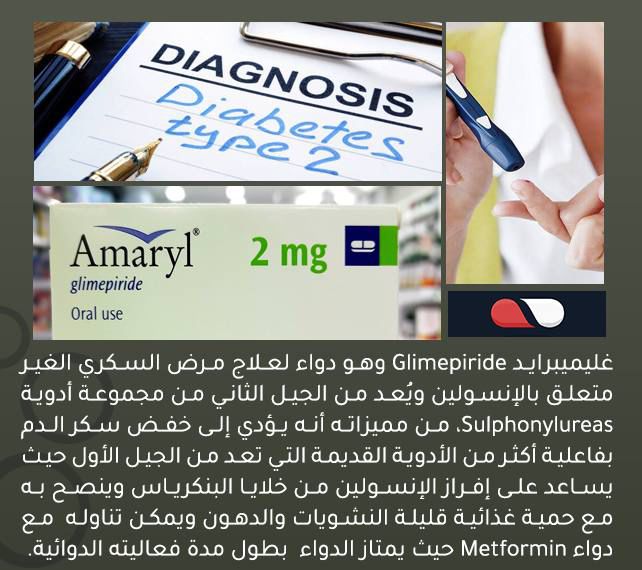 DIAGNOSIS
Diabetes
type 2
Amaryl®
2 mg
glimepiride
Oral use
غليميبرايد Glimepiride وهو دواء لعلاج مرض السكري الغير
متعلق بالإنسولين ويُعد من الجيل الثاني من مجموعة أدوية
Sulphonylureas، من مميزاته أنه يؤدي إلى خفض سكر الدم
بفاعلية أكثر من الأدوية القديمة التي تعد من الجيل الأول حيث
يساعد على إفراز الإنسولين من خلايا البنكرياس وينصح به
مع حمية غذائية قليلة النشويات والدهون ويمكن تناوله مع
دواء Metformin حيث يمتاز الدواء بطول مدة فعاليته الدوائية.